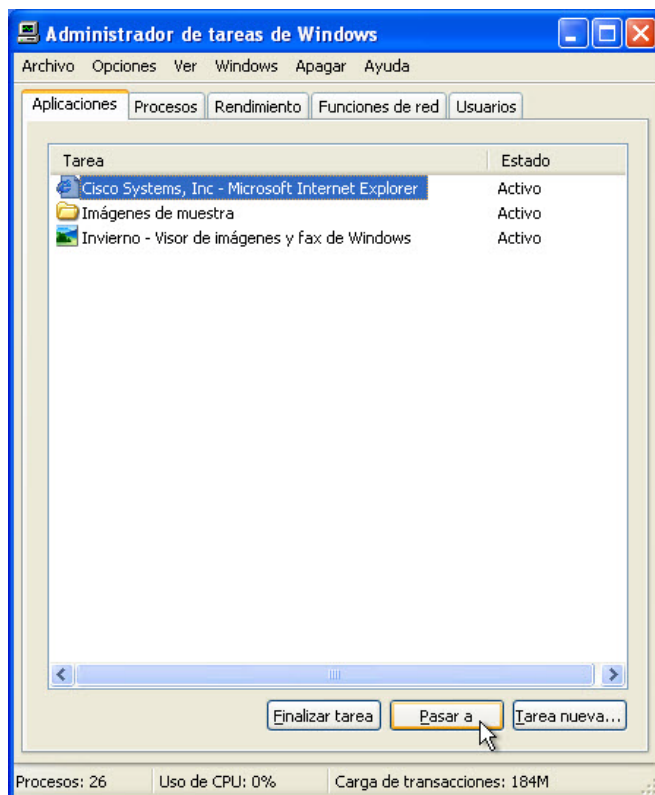 Administrador de tareas de Windows
Archivo Opciones Ver Windows Apagar Ayuda
Aplicaciones Procesos Rendimiento Funciones de red Usuarios
Tarea Estado
Cisco Systems, Inc - Microsoft Internet Explorer Activo
Imágenes de muestra Activo
Invierno - Visor de imágenes y fax de Windows Activo
Finalizar tarea Pasar a Tarea nueva...
Procesos: 26 Uso de CPU: 0% Carga de transacciones: 184M